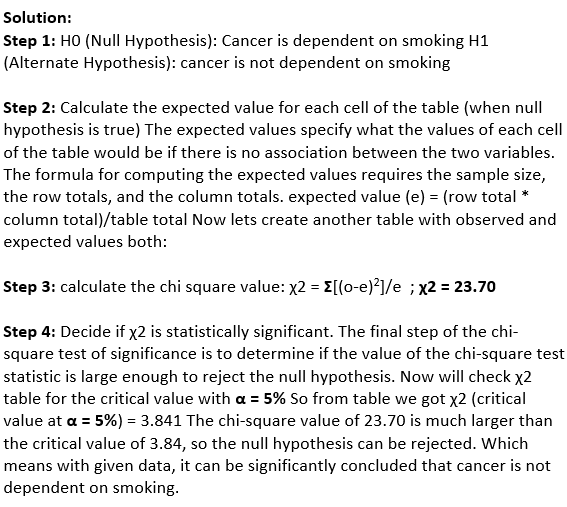 Solution:
Step 1: H0 (Null Hypothesis): Cancer is dependent on smoking H1
(Alternate Hypothesis): cancer is not dependent on smoking
Step 2: Calculate the expected value for each cell of the table (when null
hypothesis is true) The expected values specify what the values of each cell
of the table would be if there is no association between the two variables.
The formula for computing the expected values requires the sample size,
the row totals, and the column totals. expected value (e) = (row total *
column total)/table total Now lets create another table with observed and
expected values both:
Step 3: calculate the chi square value: χ2 = Σ[(o-e)²]/e ; χ2 = 23.70
Step 4: Decide if χ2 is statistically significant. The final step of the chi-
square test of significance is to determine if the value of the chi-square test
statistic is large enough to reject the null hypothesis. Now will check χ2
table for the critical value with α = 5% So from table we got χ2 (critical
value at α = 5%) = 3.841 The chi-square value of 23.70 is much larger than
the critical value of 3.84, so the null hypothesis can be rejected. Which
means with given data, it can be significantly concluded that cancer is not
dependent on smoking.